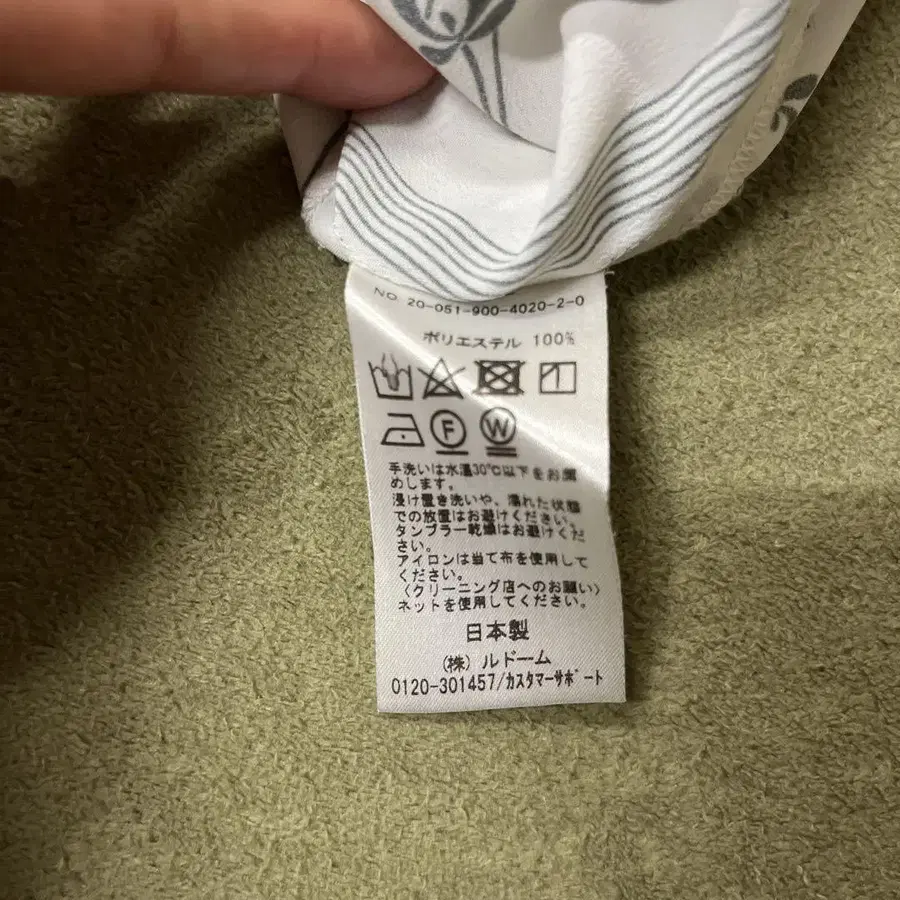 NO 20-051-900-4020-2-0
ポリエステル 100%
F W
手洗いは水温30℃以下をお願
めします。
浸け置き洗いや、濡れた状態
での放置はお避けください。
タンブラー乾燥はお避けくだ
さい。
アイロンは当て布を使用して
ください。
〈クリーニング店へのお願い〉
ネットを使用してください。
日本製
(株) ルドーム
0120-301457/カスタマーサポート